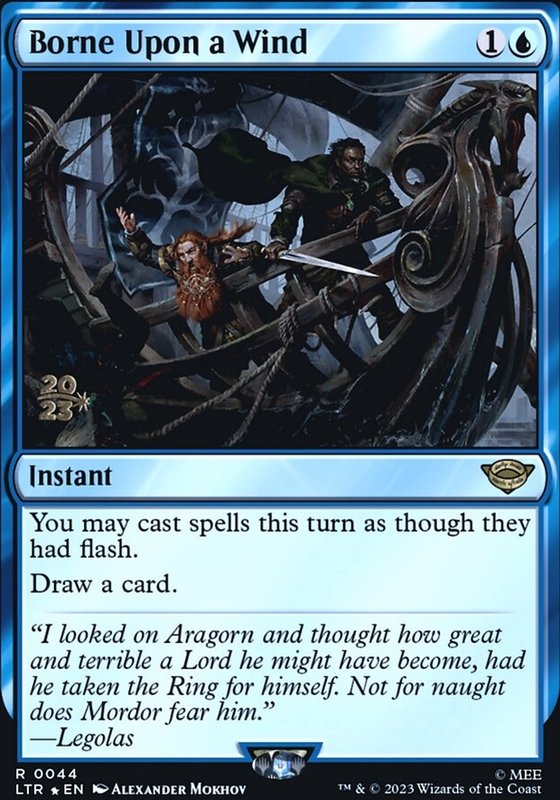 Borne Upon a Wind 1
20
23
Instant
You may cast spells this turn as though they
had flash.
Draw a card.
“I looked on Aragorn and thought how great
and terrible a Lord he might have become, had
he taken the Ring for himself. Not for naught
does Mordor fear him.”
—Legolas
R 0044
© MEE
LTR ★ EN Alexander Mokhov
™ & © 2023 Wizards of the Coast